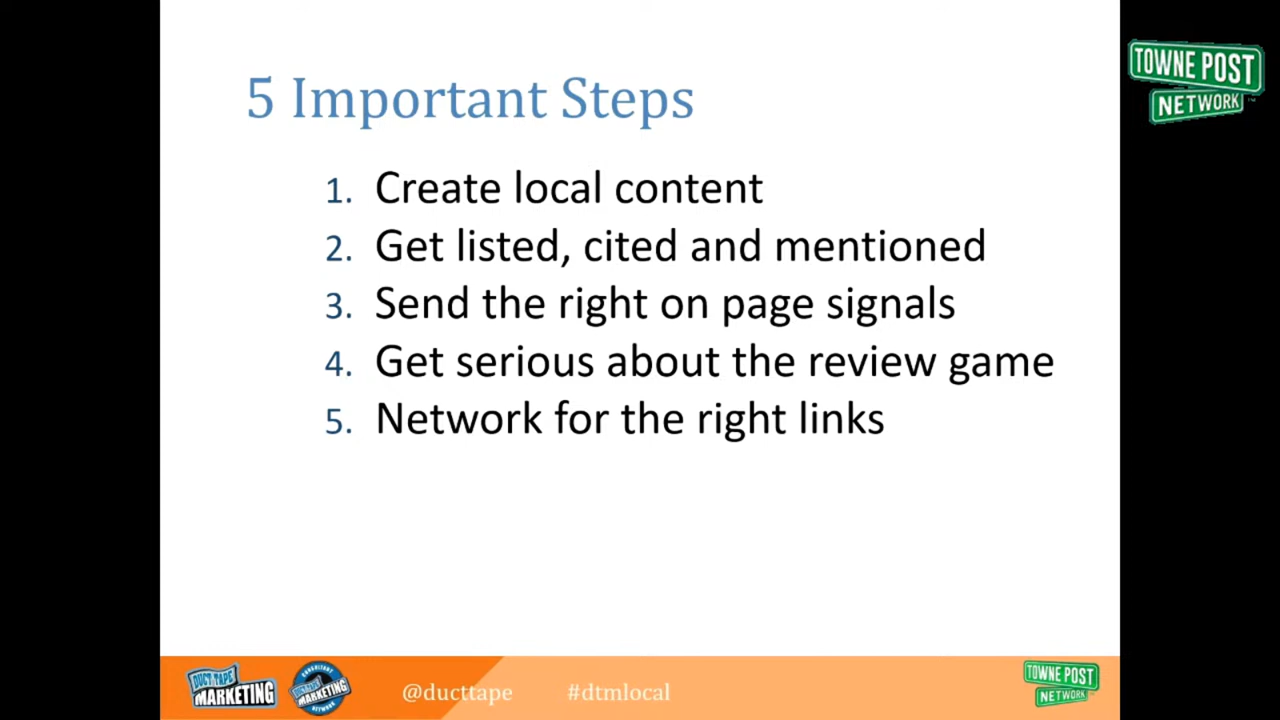 TOWNE POST
NETWORK™
5 Important Steps
1. Create local content
2. Get listed, cited and mentioned
3. Send the right on page signals
4. Get serious about the review game
5. Network for the right links
DUCT TAPE
MARKETING
CONSULTANT
DUCT TAPE
MARKETING
NETWORK
@ducttape
#dtmlocal
TOWNE POST
NETWORK